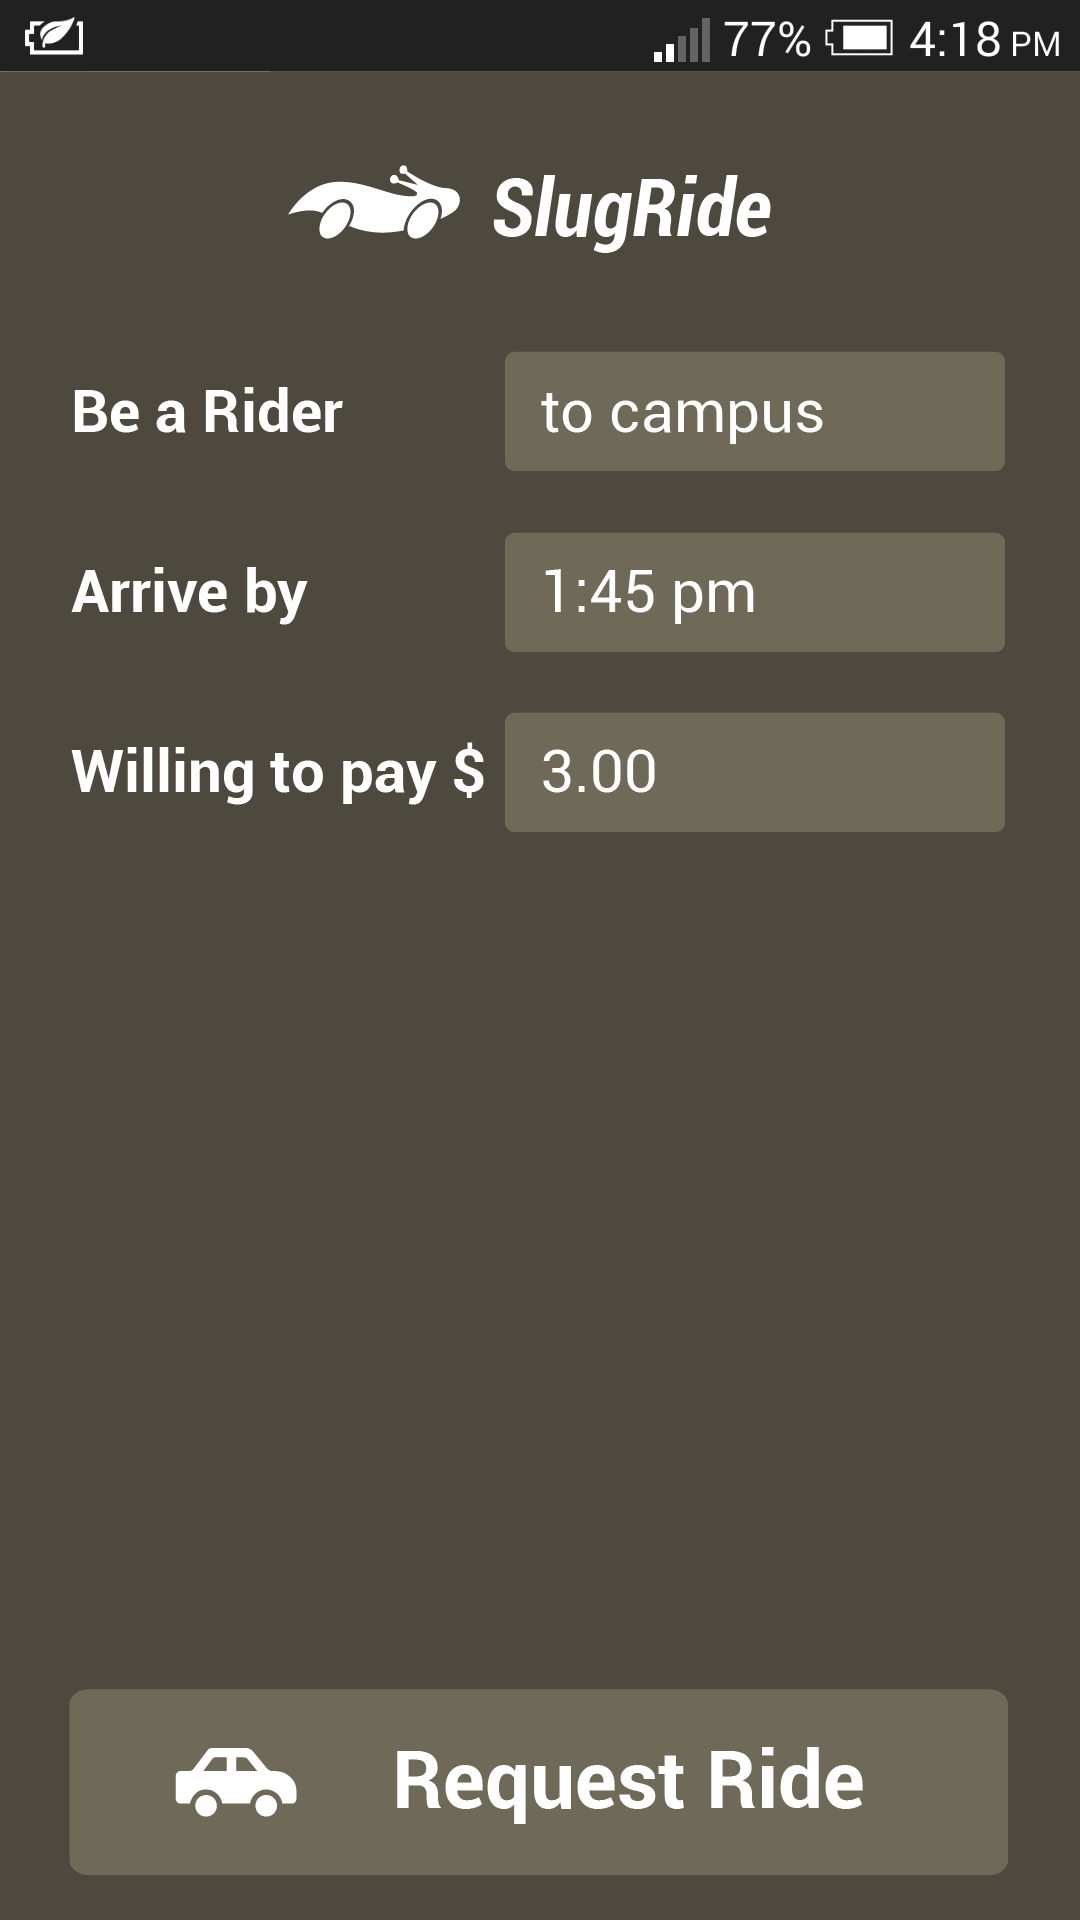 77% 4:18 PM
SlugRide
Be a Rider to campus
Arrive by 1:45 pm
Willing to pay $ 3.00
Request Ride